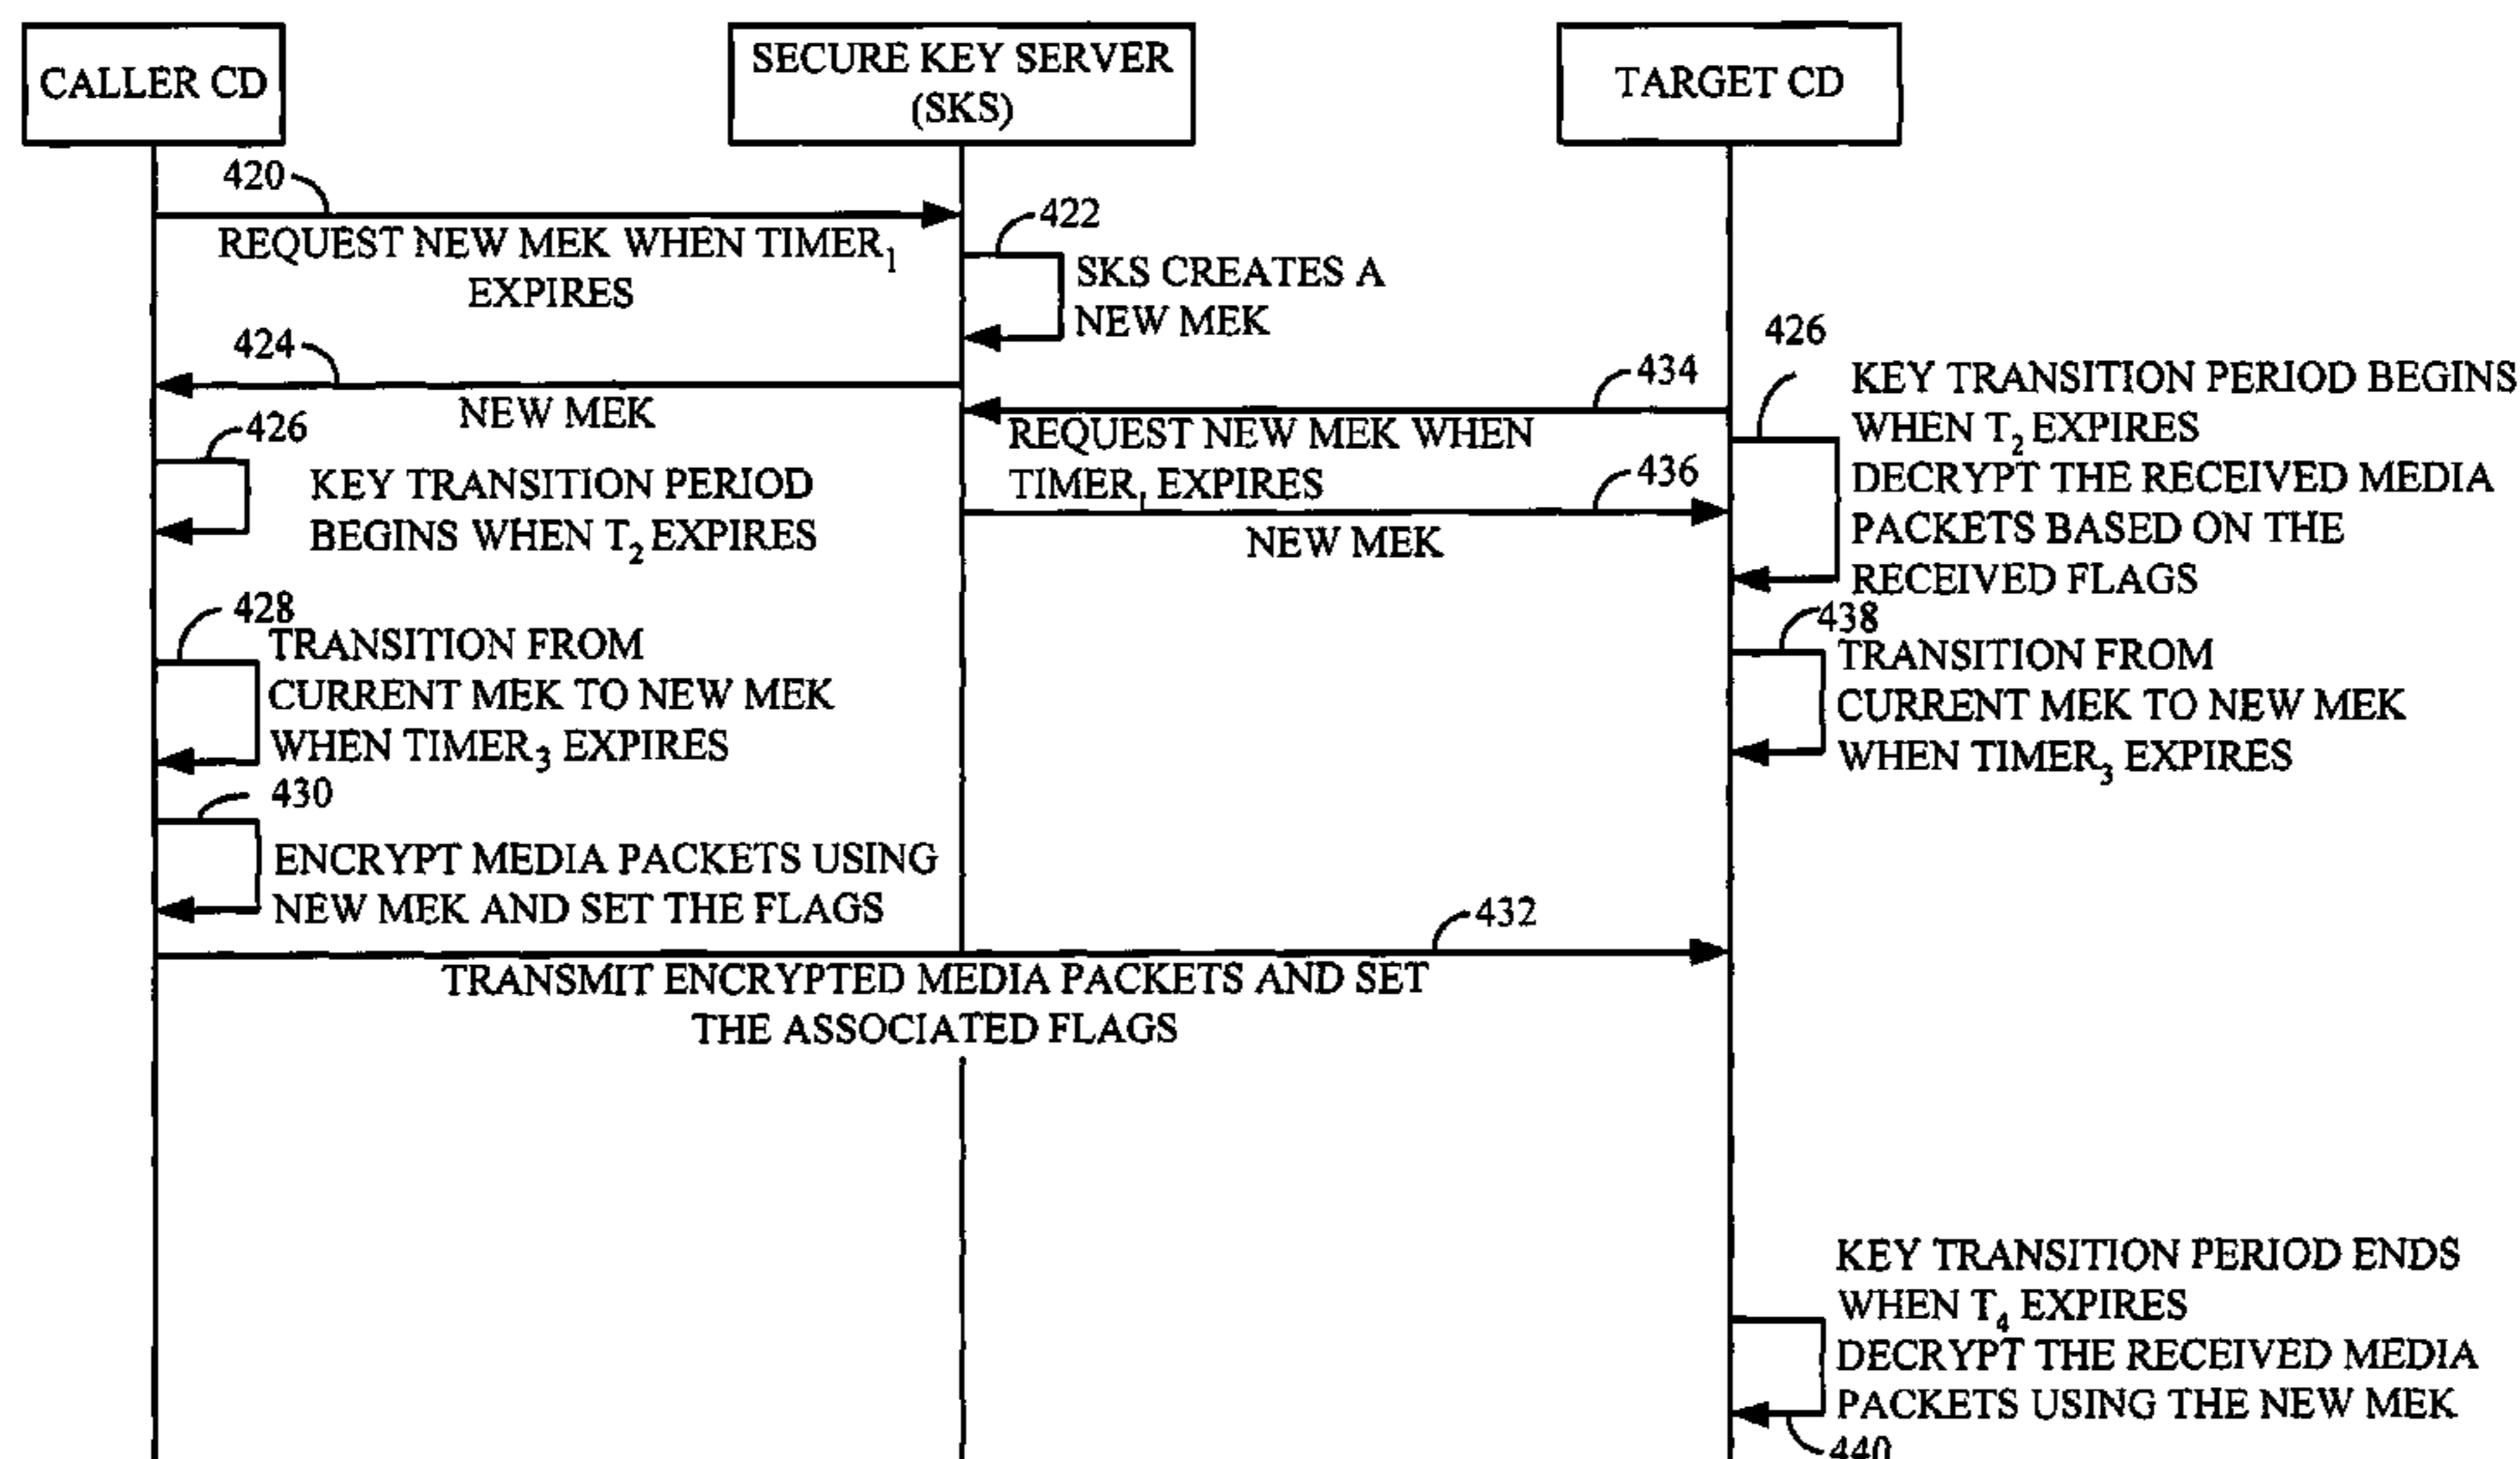 CALLER CD
SECURE KEY SERVER
(SKS)
TARGET CD
420
REQUEST NEW MEK WHEN TIMER₁
EXPIRES
422
SKS CREATES A
NEW MEK
424
NEW MEK
434
REQUEST NEW MEK WHEN
TIMER₁ EXPIRES
426
KEY TRANSITION PERIOD BEGINS
WHEN T₂ EXPIRES
DECRYPT THE RECEIVED MEDIA
PACKETS BASED ON THE
RECEIVED FLAGS
426
KEY TRANSITION PERIOD
BEGINS WHEN T₂ EXPIRES
436
NEW MEK
428
TRANSITION FROM
CURRENT MEK TO NEW MEK
WHEN TIMER₃ EXPIRES
438
TRANSITION FROM
CURRENT MEK TO NEW MEK
WHEN TIMER₃ EXPIRES
430
ENCRYPT MEDIA PACKETS USING
NEW MEK AND SET THE FLAGS
432
TRANSMIT ENCRYPTED MEDIA PACKETS AND SET
THE ASSOCIATED FLAGS
KEY TRANSITION PERIOD ENDS
WHEN T₄ EXPIRES
DECRYPT THE RECEIVED MEDIA
PACKETS USING THE NEW MEK
440